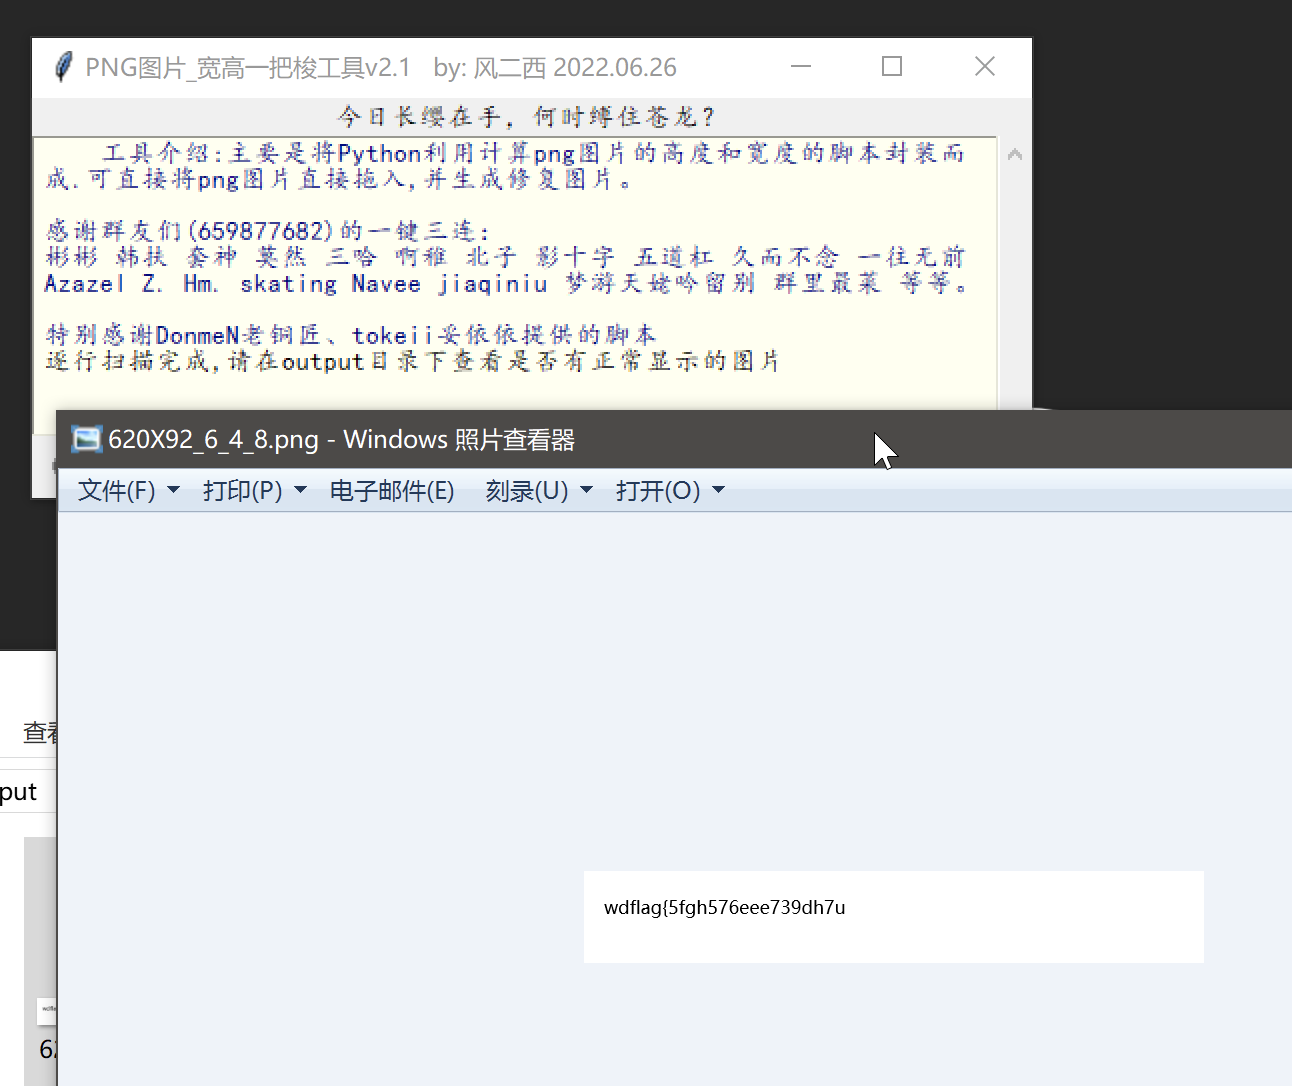 PNG图片_宽高一把梭工具v2.1 by: 风二西 2022.06.26
今日长缨在手，何时缚住苍龙？
工具介绍:主要是将Python利用计算png图片的高度和宽度的脚本封装而
成.可直接将png图片直接拖入,并生成修复图片。
感谢群友们(659877682)的一键三连:
彬彬 韩扶 套神 莫然 三哈 啊稚 北子 影十字 五道杠 久而不念 一往无前
Azazel Z. Hm. skating Navee jiaqiniu 梦游天姥吟留别 群里最菜 等等。
特别感谢DonmeN老铜匠、tokeii妥依依提供的脚本
逐行扫描完成,请在output目录下查看是否有正常显示的图片
620X92_6_4_8.png - Windows 照片查看器
文件(F) 打印(P) 电子邮件(E) 刻录(U) 打开(O)
查看
put
wdflag{5fgh576eee739dh7u
62